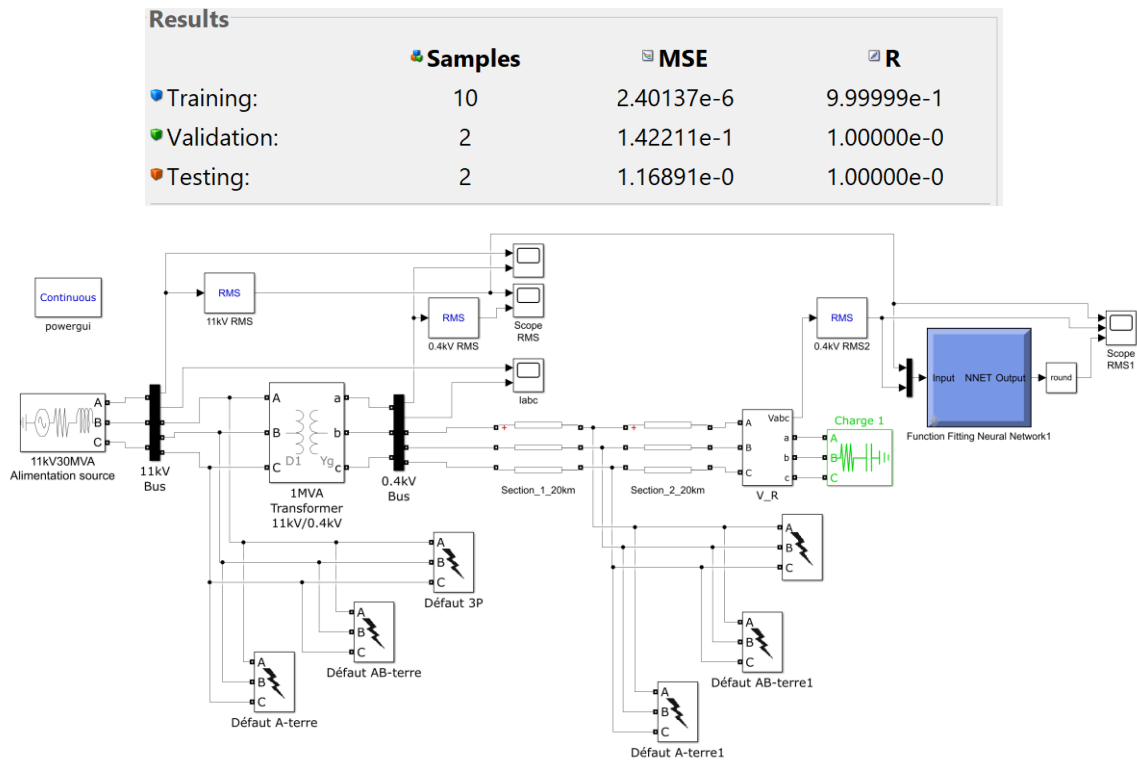 Results
Samples MSE R
Training: 10 2.40137e-6 9.99999e-1
Validation: 2 1.42211e-1 1.00000e-0
Testing: 2 1.16891e-0 1.00000e-0
Continuous
powergui
RMS
11kV RMS
RMS
0.4kV RMS
Scope
RMS
Iabc
RMS
0.4kV RMS2
Scope
RMS1
Input NNET Output
round
Function Fitting Neural Network1
A
B
C
11kV30MVA
Alimentation source
11kV
Bus
A
B
C
a
b
c
D1 Yg
1MVA
Transformer
11kV/0.4kV
0.4kV
Bus
+
Section_1_20km
+
Section_2_20km
A
B
C
Vabc
a
b
c
V_R
Charge 1
A
B
C
A
B
C
Défaut 3P
A
B
C
Défaut AB-terre
A
B
C
Défaut A-terre
A
B
C
A
B
C
Défaut AB-terre1
A
B
C
Défaut A-terre1